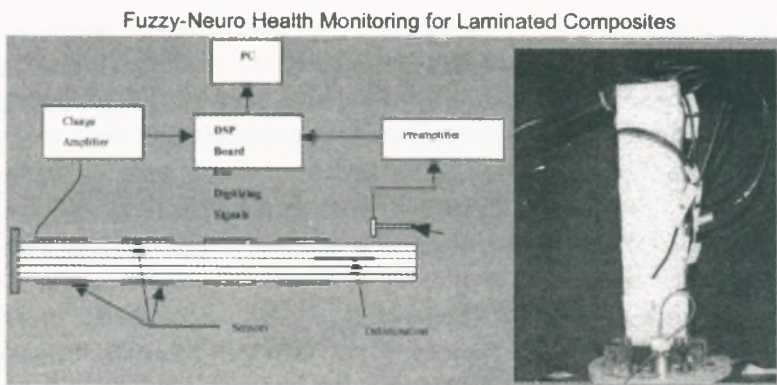 Fuzzy-Neuro Health Monitoring for Laminated Composites
PC
Charge
Amplifier
DSP
Board
for
Digitizing
Signals
Preamplifier
Sensors
Delamination